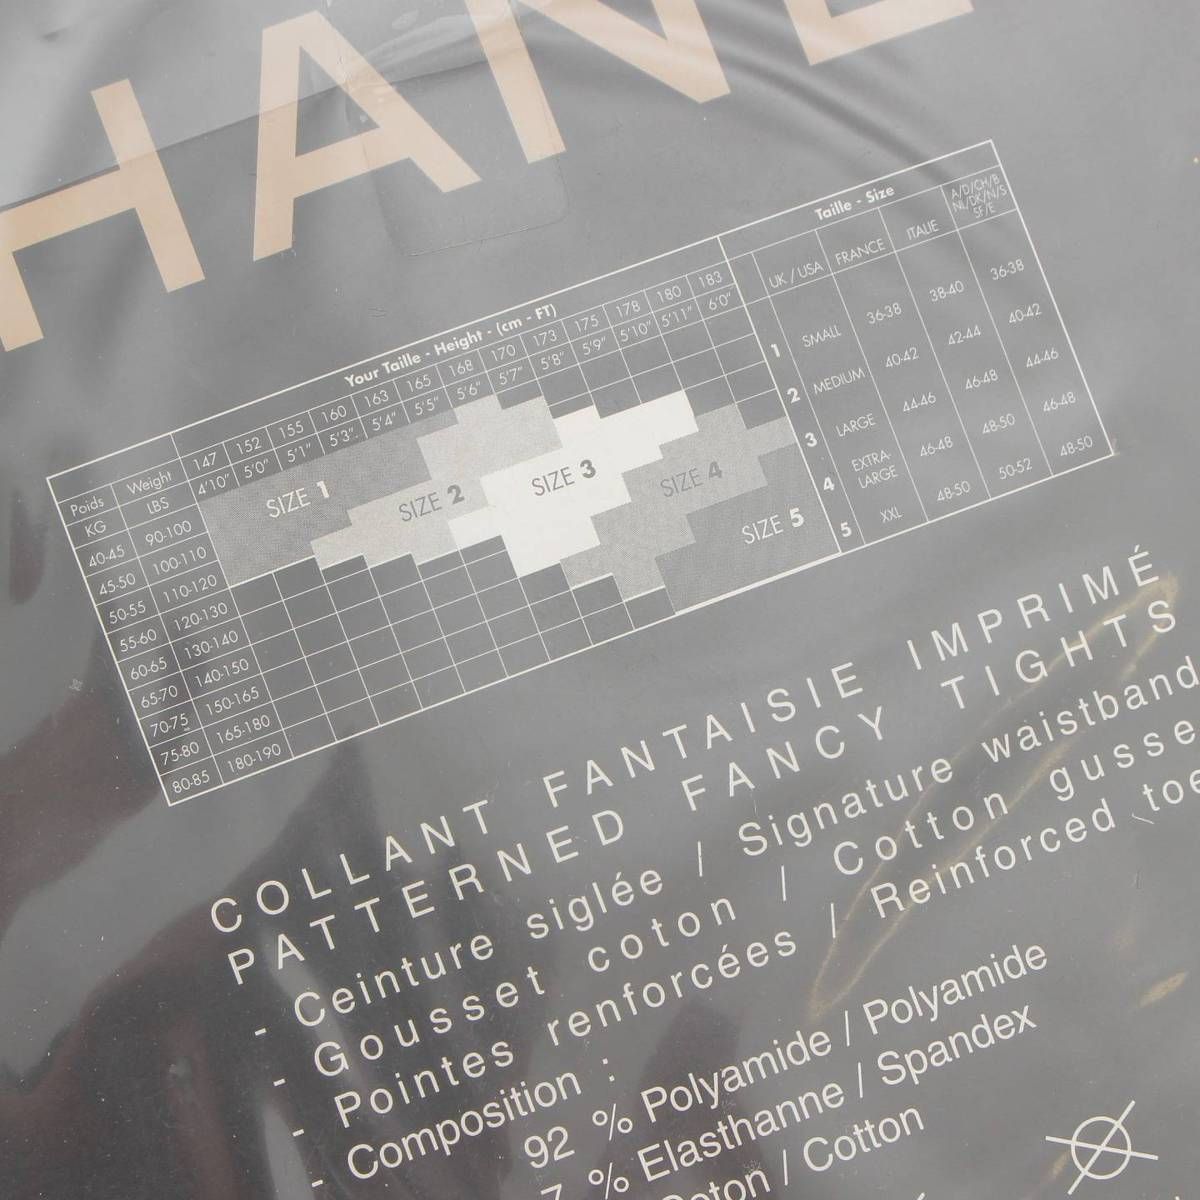 HANE
Taille - Size
Your Taille - Height - (cm - FT)
UK / USA FRANCE ITALIE A/D/CH/B
NL/DK/N/S
SF/E
Poids Weight 147 152 155 160 163 165 168 170 173 175 178 180 183
KG LBS 4'10" 5'0" 5'1" 5'3" 5'4" 5'5" 5'6" 5'7" 5'8" 5'9" 5'10" 5'11" 6'0"
40-45 90-100
45-50 100-110
50-55 110-120
55-60 120-130
60-65 130-140
65-70 140-150
70-75 150-165
75-80 165-180
80-85 180-190
SIZE 1
SIZE 2
SIZE 3
SIZE 4
SIZE 5
1 SMALL 36-38 38-40 36-38
2 MEDIUM 40-42 42-44 40-42
3 LARGE 44-46 46-48 44-46
4 EXTRA-
LARGE 46-48 48-50 46-48
5 XXL 48-50 50-52 48-50
COLLANT FANTAISIE IMPRIMÉ
PATTERNED FANCY TIGHTS
- Ceinture siglée / Signature waistband
- Gousset coton / Cotton gusse
- Pointes renforcées / Reinforced toe
- Composition :
92 % Polyamide / Polyamide
7 % Elasthanne / Spandex
Coton / Cotton